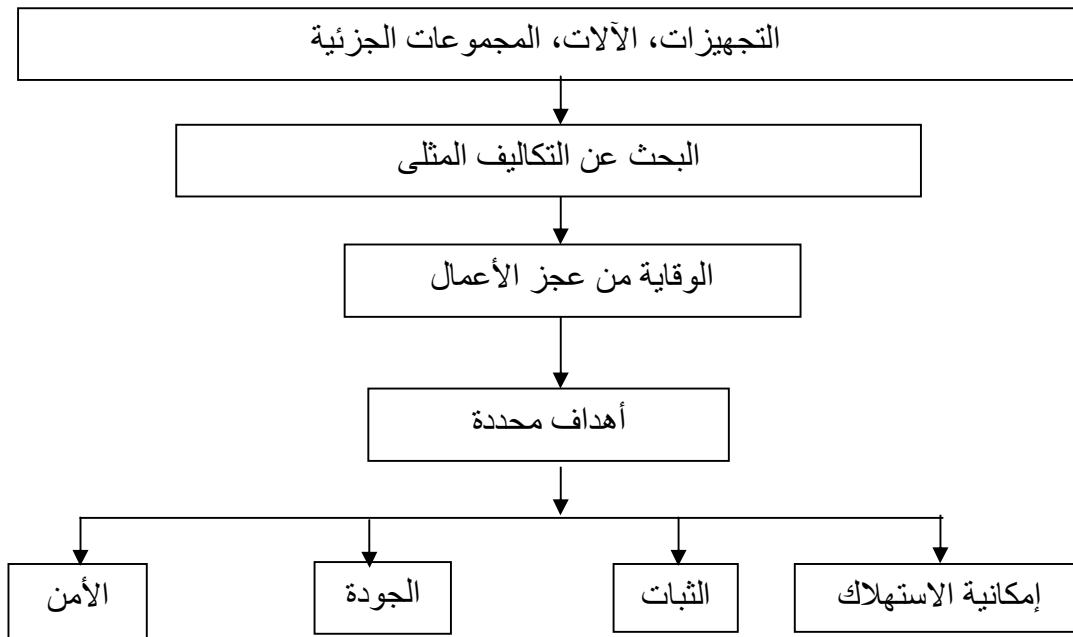 التجهيزات، الآلات، المجموعات الجزئية
البحث عن التكاليف المثلى
الوقاية من عجز الأعمال
أهداف محددة
إمكانية الاستهلاك
الثبات
الجودة
الأمن